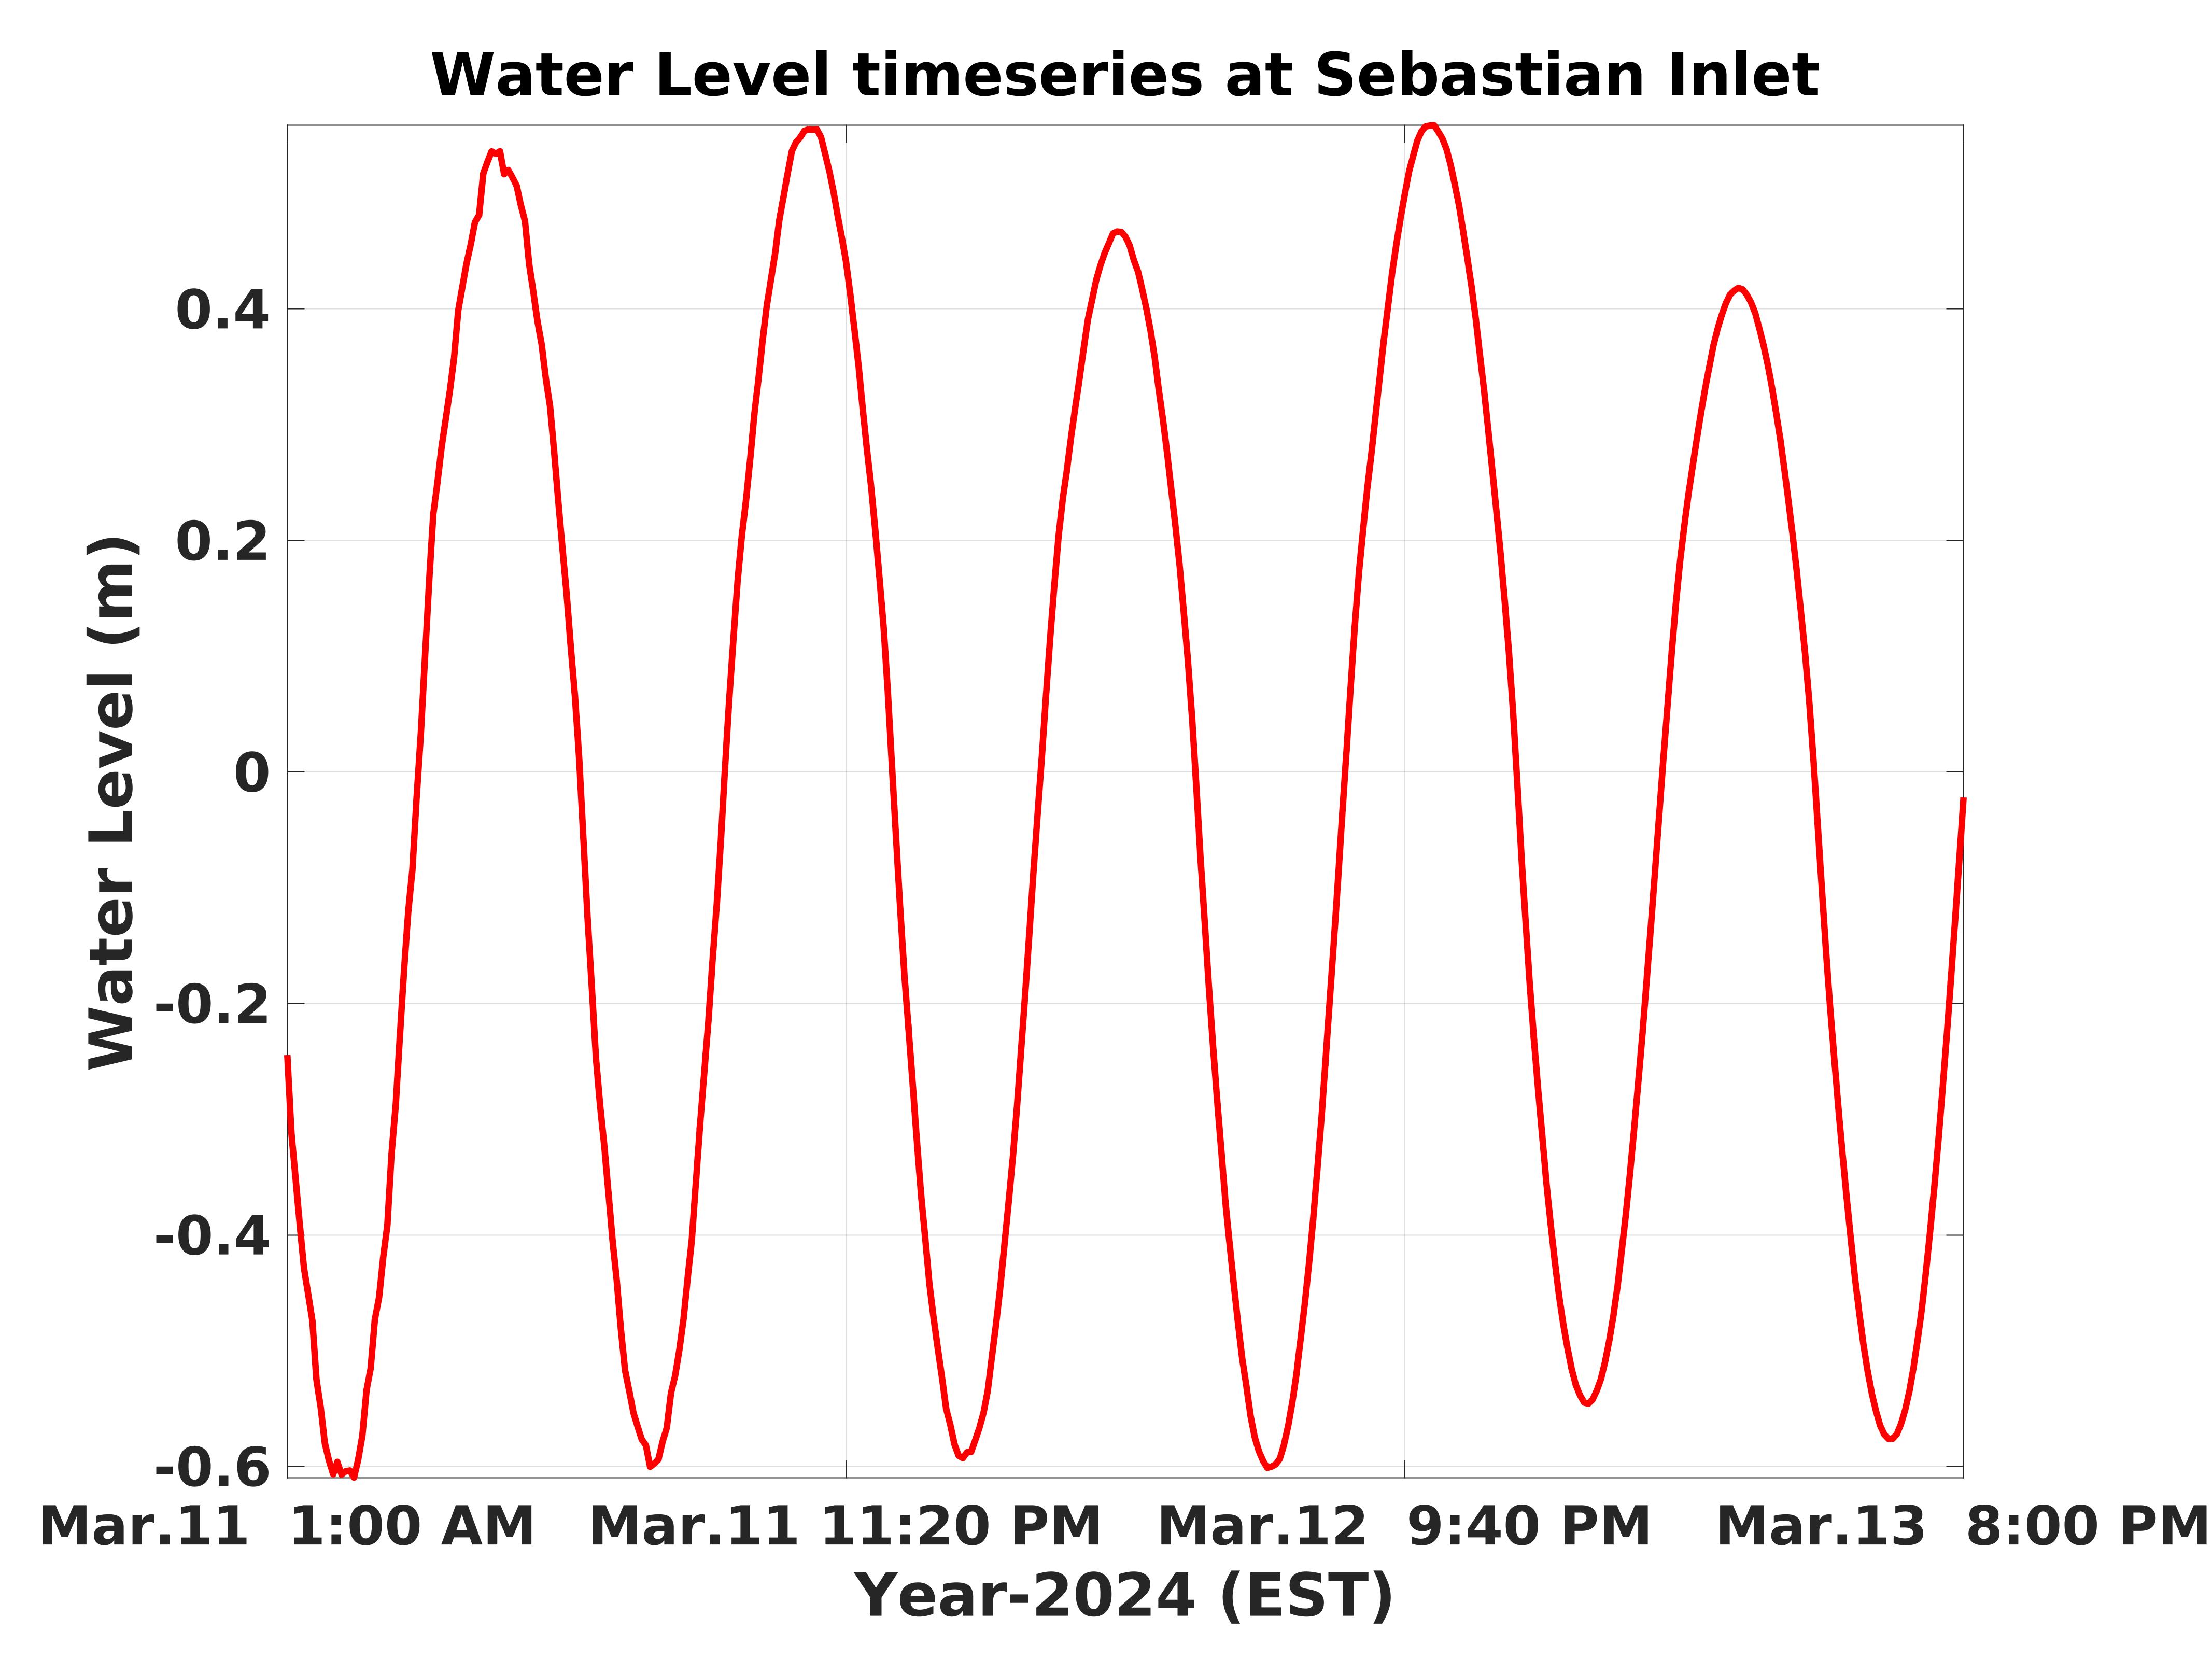 Water Level timeseries at Sebastian Inlet
Water Level (m)
0.4
0.2
0
-0.2
-0.4
-0.6
Mar.11 1:00 AM Mar.11 11:20 PM Mar.12 9:40 PM Mar.13 8:00 PM
Year-2024 (EST)